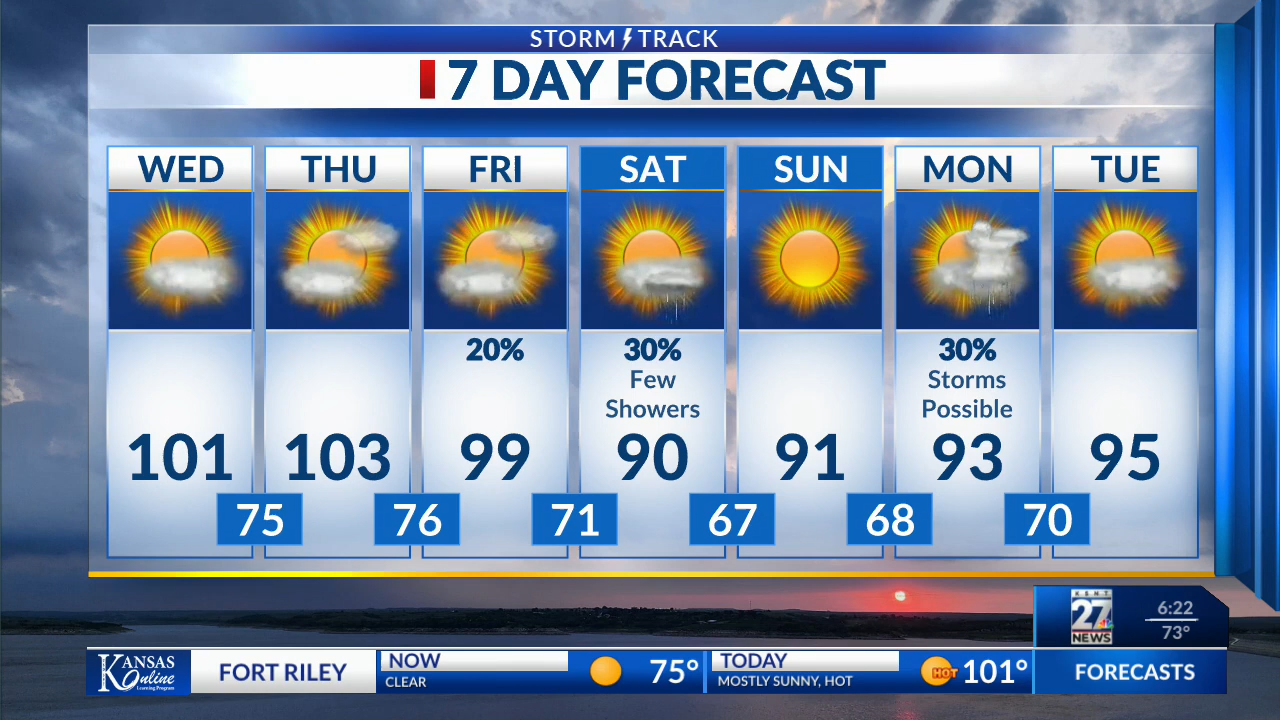 STORM TRACK
7 DAY FORECAST
WED THU FRI SAT SUN MON TUE
20% 30% 30%
Few Storms
Showers Possible
101 103 99 90 91 93 95
75 76 71 67 68 70
KSNT
27
NEWS
6:22
73°
KANSAS
Online
Learning Program
FORT RILEY
NOW
CLEAR
75°
TODAY
MOSTLY SUNNY, HOT
HOT
101°
FORECASTS